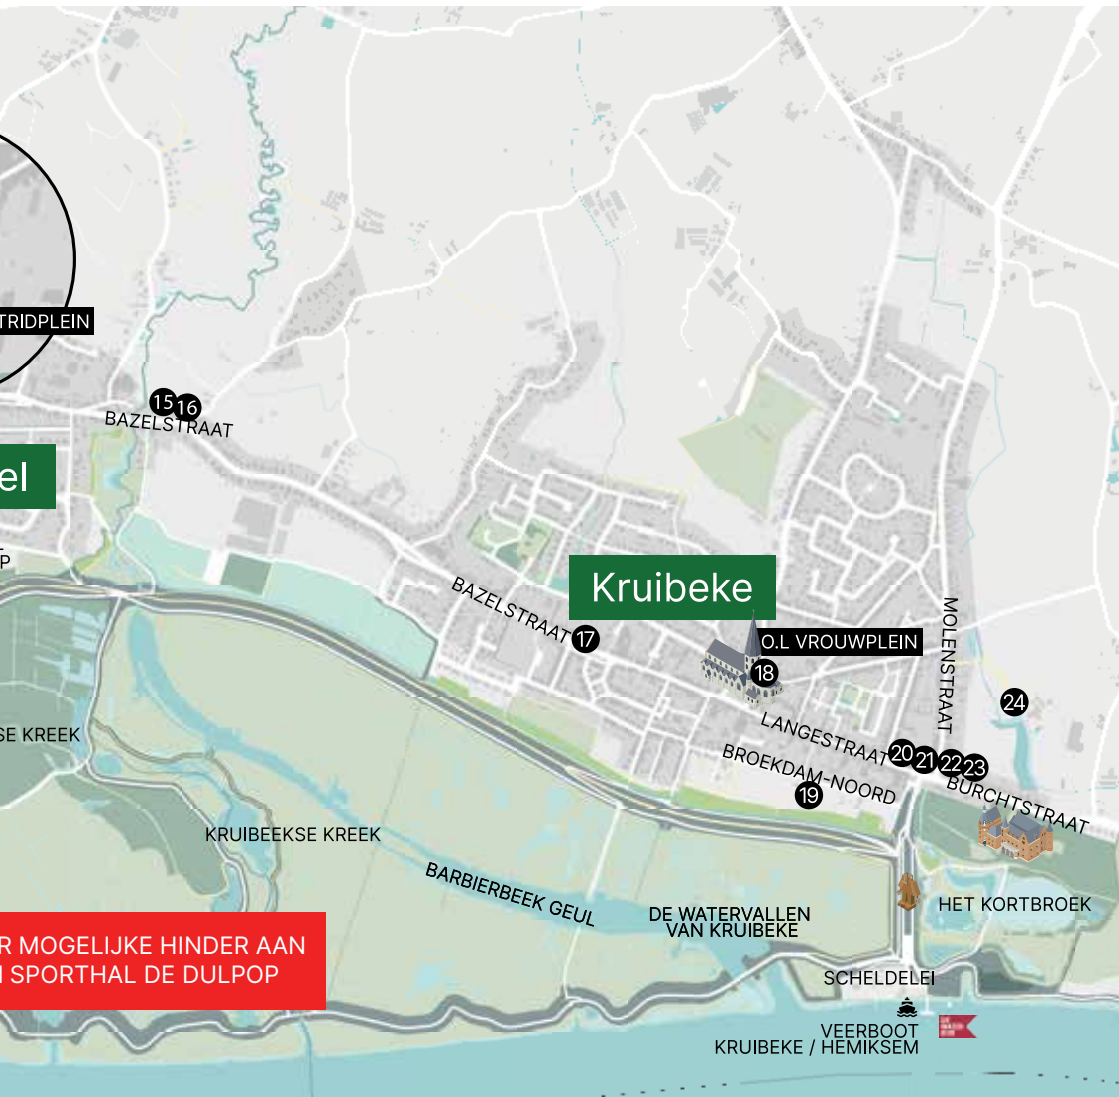 TRIDPLEIN
15
16
BAZELSTRAAT
el
P
Kruibeke
BAZELSTRAAT
17
O.L VROUWPLEIN
18
MOLENSTRAAT
24
SE KREEK
LANGESTRAAT
20
21
22
23
BROEKDAM-NOORD
19
BURCHTSTRAAT
KRUIBEEKSE KREEK
BARBIERBEEK GEUL
DE WATERVALLEN
VAN KRUIBEKE
HET KORTBROEK
R MOGELIJKE HINDER AAN
SPORTHAL DE DULPOP
SCHELDELEI
VEERBOOT
KRUIBEKE / HEMIKSEM